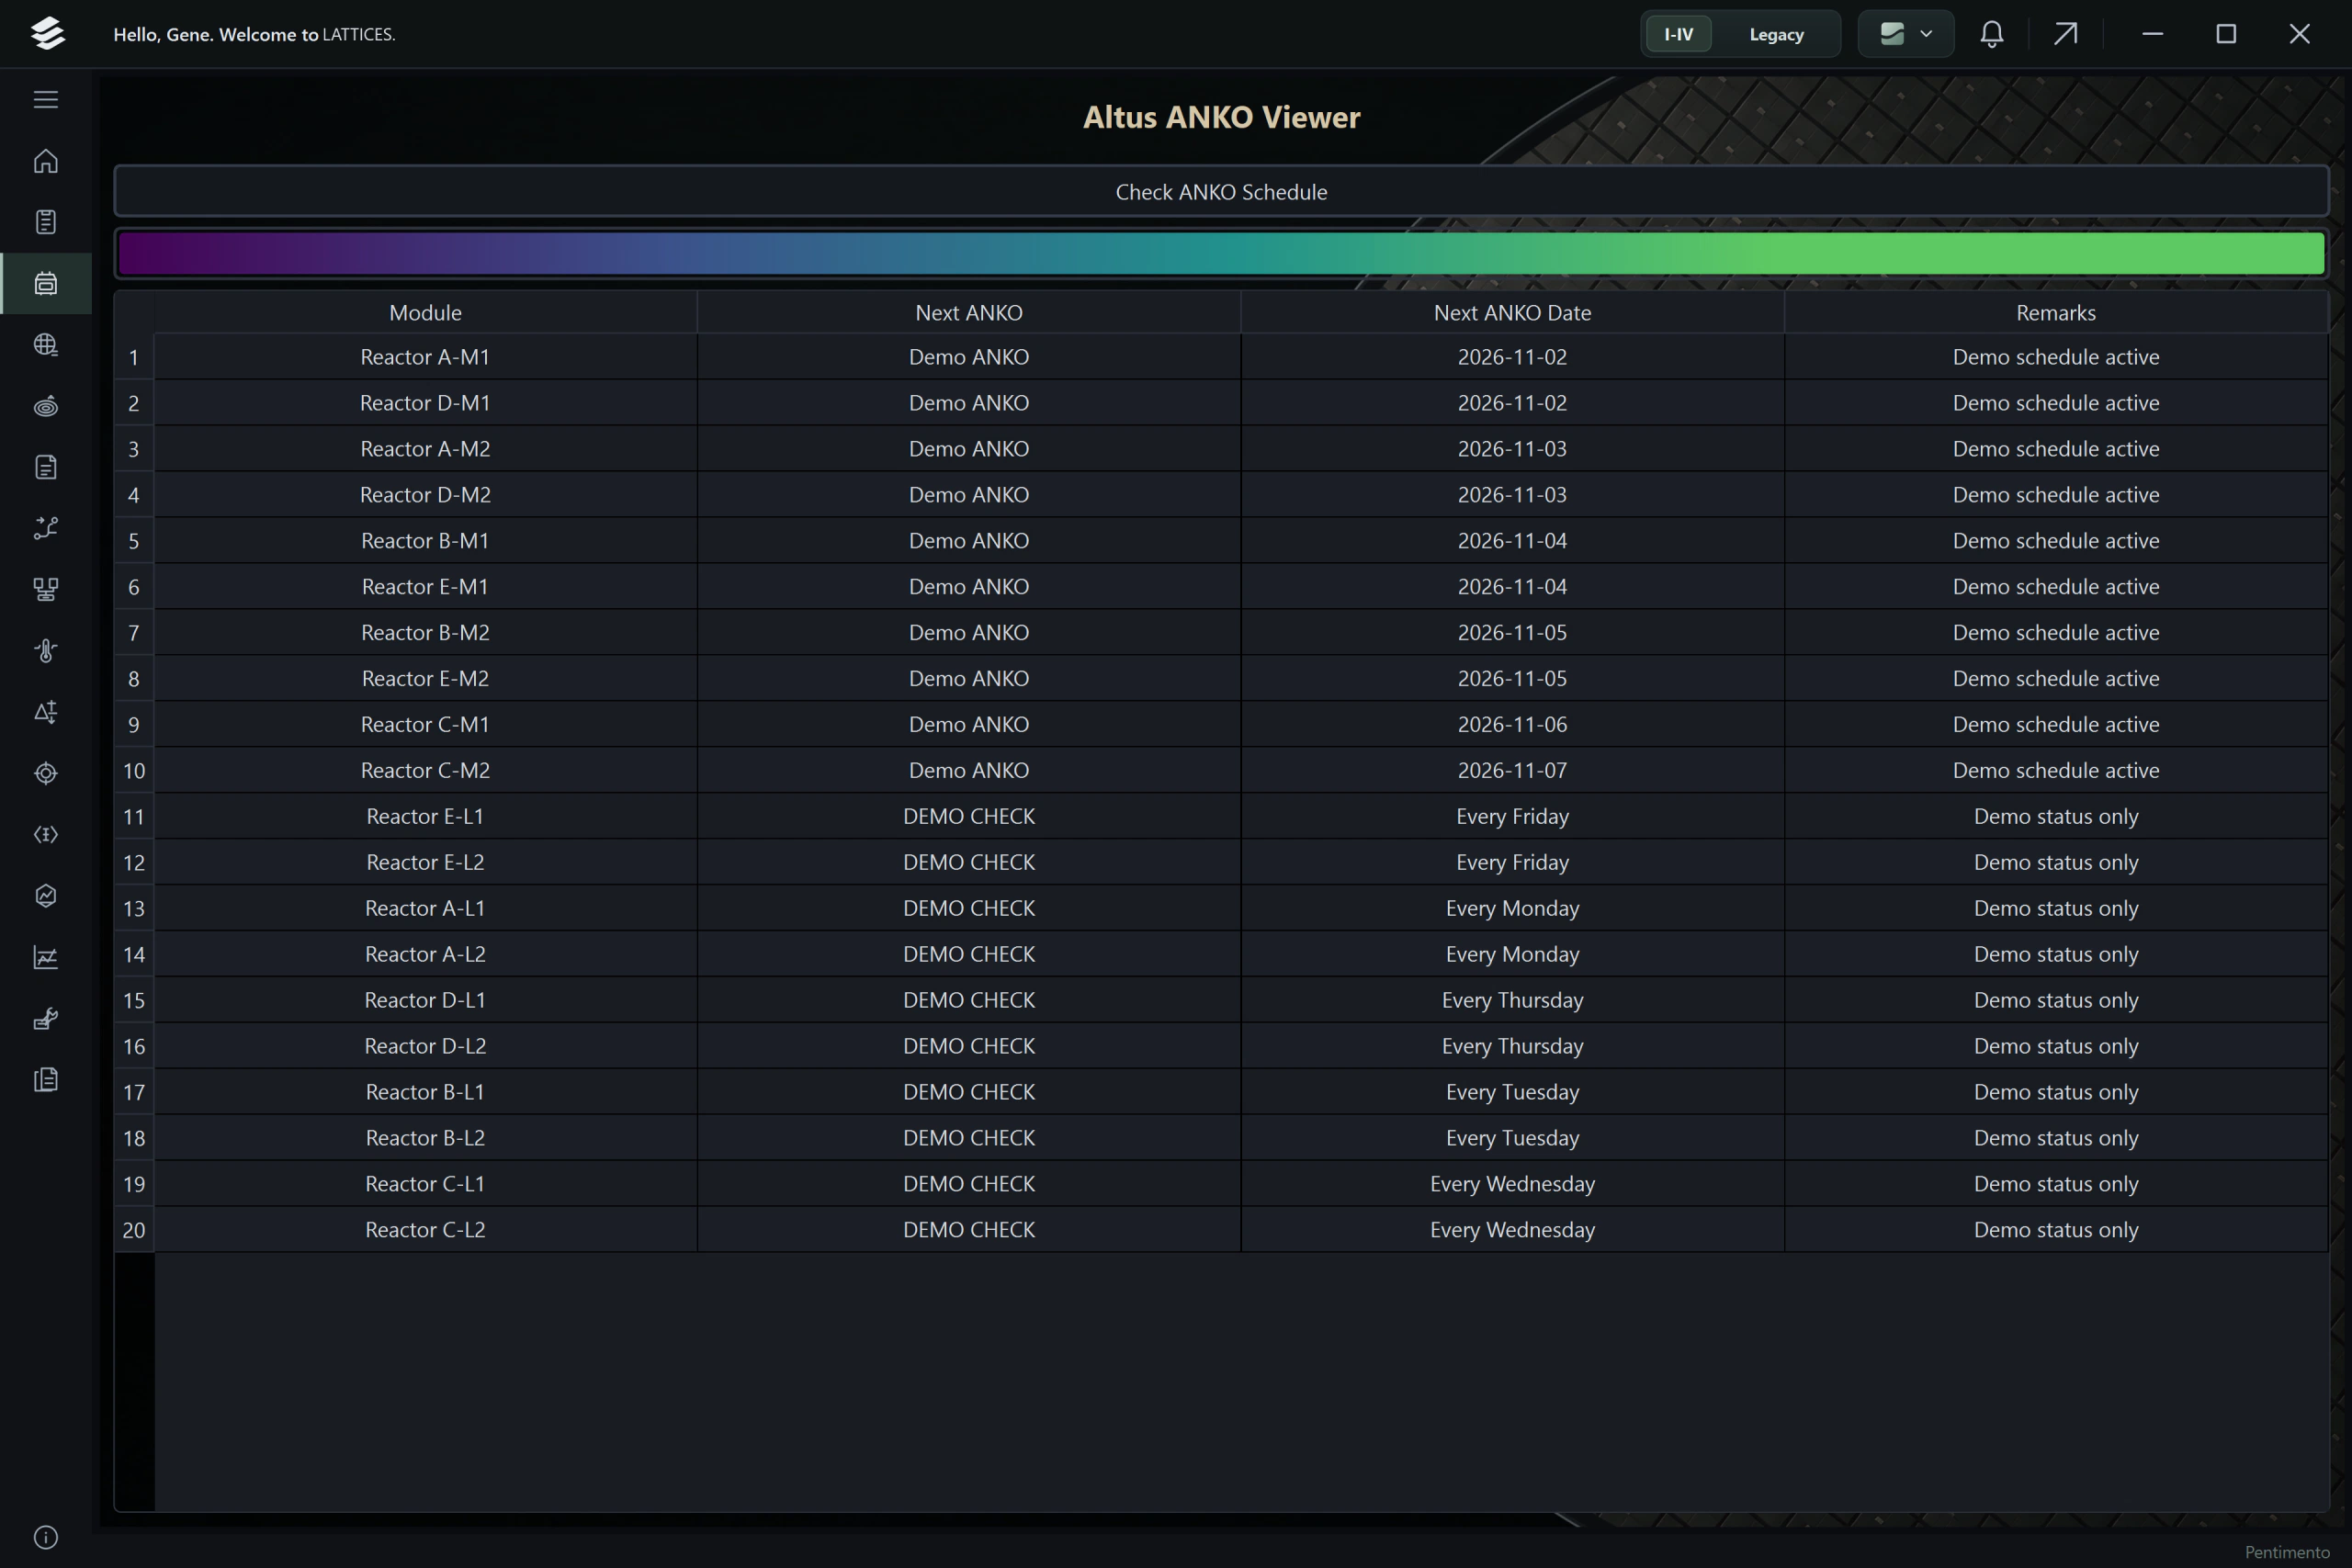 Hello, Gene. Welcome to LATTICES.
I-IV Legacy
Altus ANKO Viewer
Check ANKO Schedule
Module Next ANKO Next ANKO Date Remarks
1 Reactor A-M1 Demo ANKO 2026-11-02 Demo schedule active
2 Reactor D-M1 Demo ANKO 2026-11-02 Demo schedule active
3 Reactor A-M2 Demo ANKO 2026-11-03 Demo schedule active
4 Reactor D-M2 Demo ANKO 2026-11-03 Demo schedule active
5 Reactor B-M1 Demo ANKO 2026-11-04 Demo schedule active
6 Reactor E-M1 Demo ANKO 2026-11-04 Demo schedule active
7 Reactor B-M2 Demo ANKO 2026-11-05 Demo schedule active
8 Reactor E-M2 Demo ANKO 2026-11-05 Demo schedule active
9 Reactor C-M1 Demo ANKO 2026-11-06 Demo schedule active
10 Reactor C-M2 Demo ANKO 2026-11-07 Demo schedule active
11 Reactor E-L1 DEMO CHECK Every Friday Demo status only
12 Reactor E-L2 DEMO CHECK Every Friday Demo status only
13 Reactor A-L1 DEMO CHECK Every Monday Demo status only
14 Reactor A-L2 DEMO CHECK Every Monday Demo status only
15 Reactor D-L1 DEMO CHECK Every Thursday Demo status only
16 Reactor D-L2 DEMO CHECK Every Thursday Demo status only
17 Reactor B-L1 DEMO CHECK Every Tuesday Demo status only
18 Reactor B-L2 DEMO CHECK Every Tuesday Demo status only
19 Reactor C-L1 DEMO CHECK Every Wednesday Demo status only
20 Reactor C-L2 DEMO CHECK Every Wednesday Demo status only
Pentimento